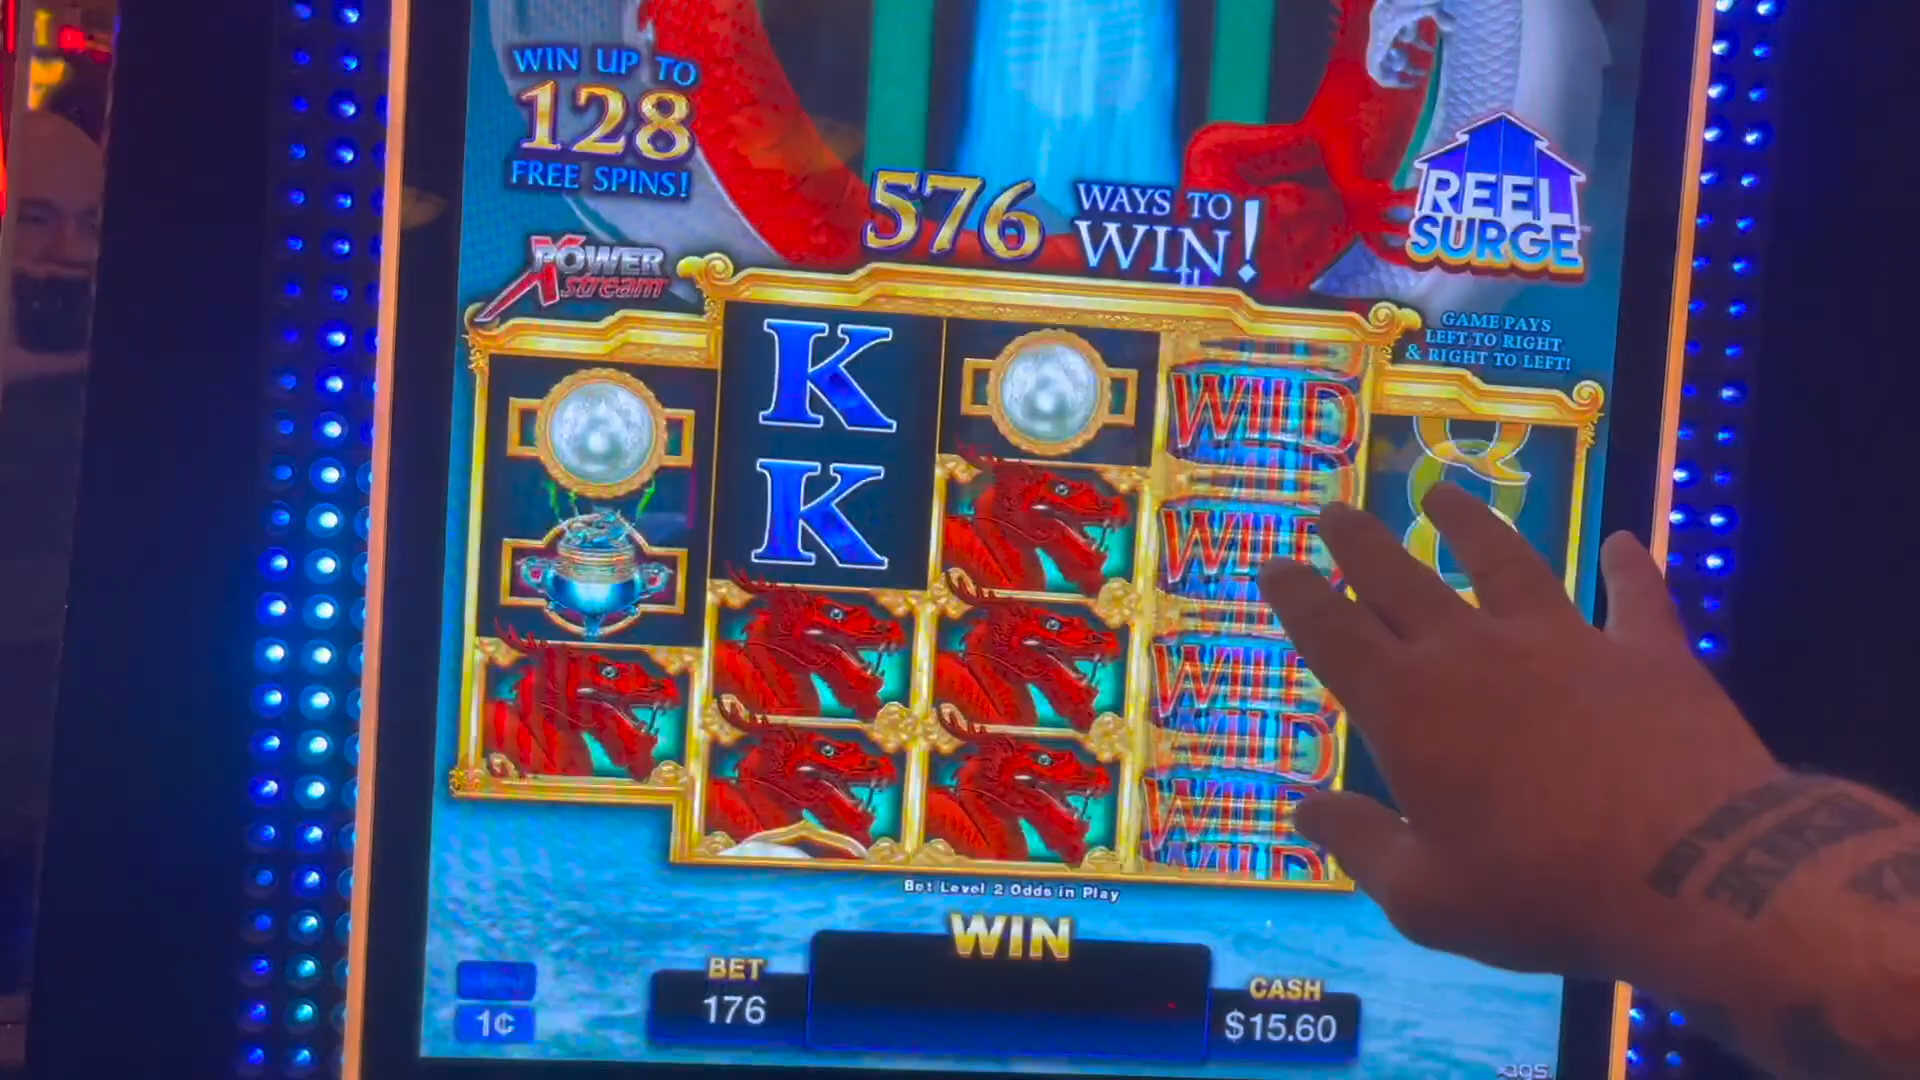 WIN UP TO
128
FREE SPINS!
576 WAYS TO
WIN!
REEL
SURGE
XPOWER
Stream
GAME PAYS
LEFT TO RIGHT
& RIGHT TO LEFT!
K
K
Q
WILD
WILD
WILD
WILD
WILD
WILD
Bet Level 2 Odds in Play
WIN
BET
176
CASH
$15.60
1¢